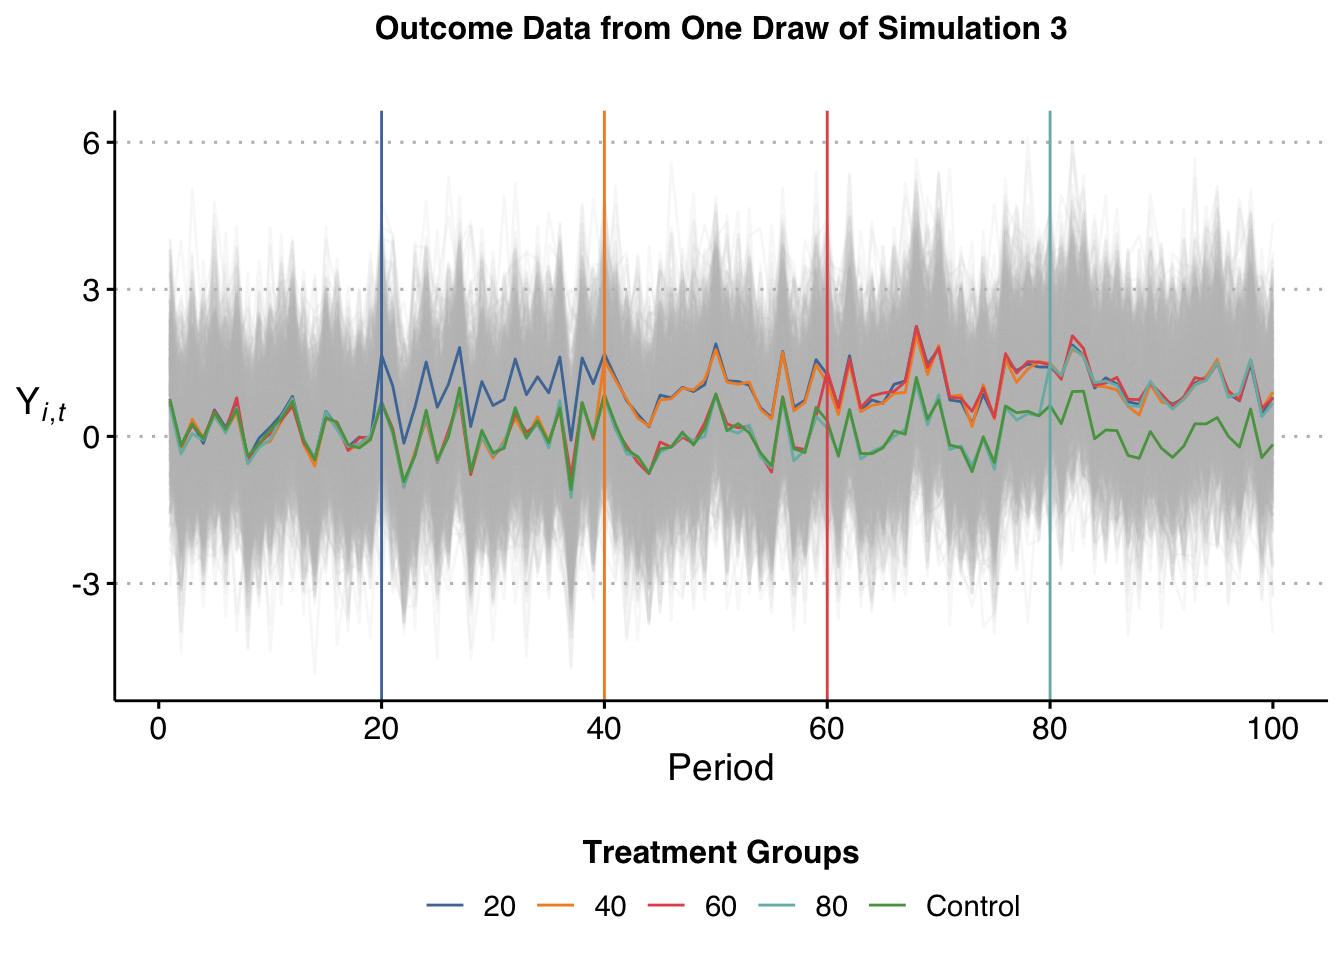 Outcome Data from One Draw of Simulation 3
6
3
0
-3
Y i,t
0 20 40 60 80 100
Period
Treatment Groups
20 40 60 80 Control